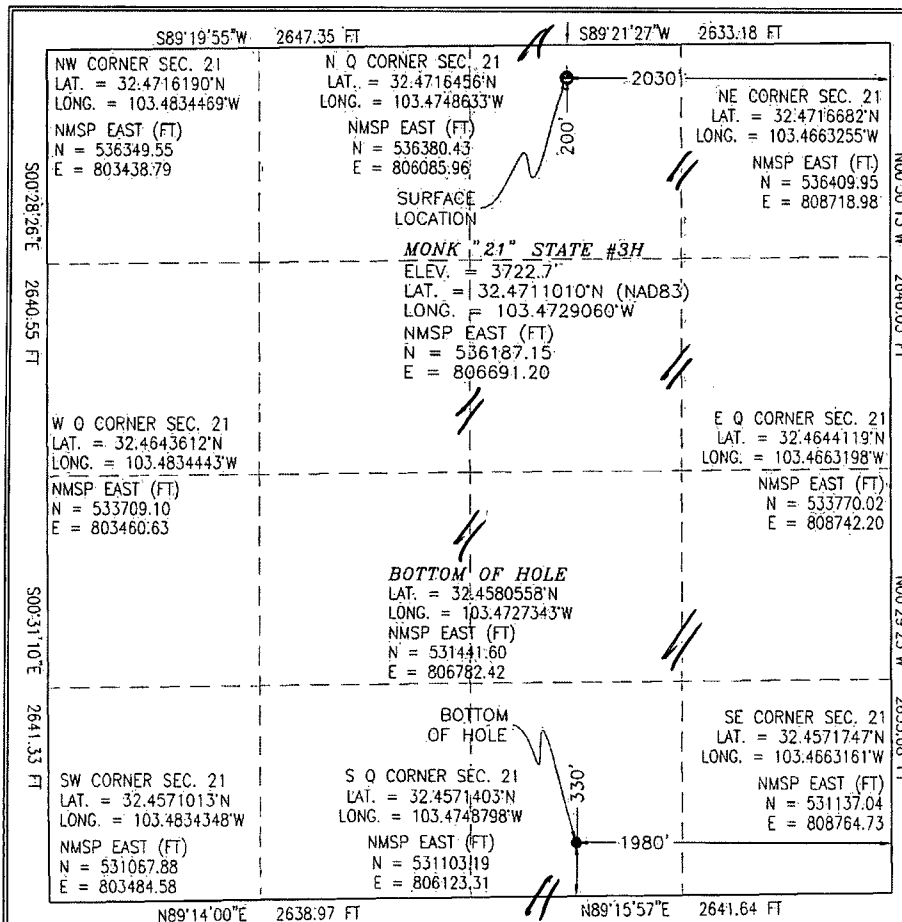 S89°19'55"W 2647.35 FT
S89°21'27"W 2633.18 FT
NW CORNER SEC. 21
LAT. = 32.4716190°N
LONG. = 103.4834469°W
NMSP EAST (FT)
N = 536349.55
E = 803438.79
N Q CORNER SEC. 21
LAT. = 32.4716456°N
LONG. = 103.4748633°W
NMSP EAST (FT)
N = 536380.43
E = 806085.96
2030'
200'
NE CORNER SEC. 21
LAT. = 32.4716682°N
LONG. = 103.4663255°W
NMSP EAST (FT)
N = 536409.95
E = 808718.98
SURFACE
LOCATION
S00°28'26"E 2640.55 FT
MONK "21" STATE #3H
ELEV. = 3722.7'
LAT. = 32.4711010°N (NAD83)
LONG. = 103.4729060°W
NMSP EAST (FT)
N = 536187.15
E = 806691.20
W Q CORNER SEC. 21
LAT. = 32.4643612°N
LONG. = 103.4834443°W
NMSP EAST (FT)
N = 533709.10
E = 803460.63
E Q CORNER SEC. 21
LAT. = 32.4644119°N
LONG. = 103.4663198°W
NMSP EAST (FT)
N = 533770.02
E = 808742.20
S00°31'10"E 2641.33 FT
BOTTOM OF HOLE
LAT. = 32.4580558°N
LONG. = 103.4727343°W
NMSP EAST (FT)
N = 531441.60
E = 806782.42
BOTTOM
OF HOLE
SW CORNER SEC. 21
LAT. = 32.4571013°N
LONG. = 103.4834348°W
NMSP EAST (FT)
N = 531067.88
E = 803484.58
S Q CORNER SEC. 21
LAT. = 32.4571403°N
LONG. = 103.4748798°W
NMSP EAST (FT)
N = 531103.19
E = 806123.31
330'
1980'
SE CORNER SEC. 21
LAT. = 32.4571747°N
LONG. = 103.4663161°W
NMSP EAST (FT)
N = 531137.04
E = 808764.73
N89°14'00"E 2638.97 FT
N89°15'57"E 2641.64 FT